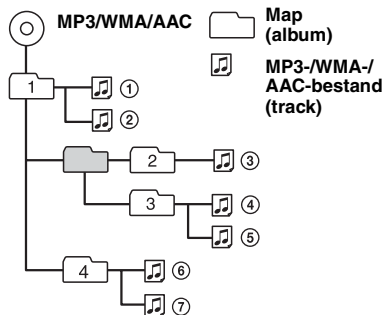 MP3/WMA/AAC
Map
(album)
MP3-/WMA-/
AAC-bestand
(track)
1
①
②
2
③
3
④
⑤
4
⑥
⑦